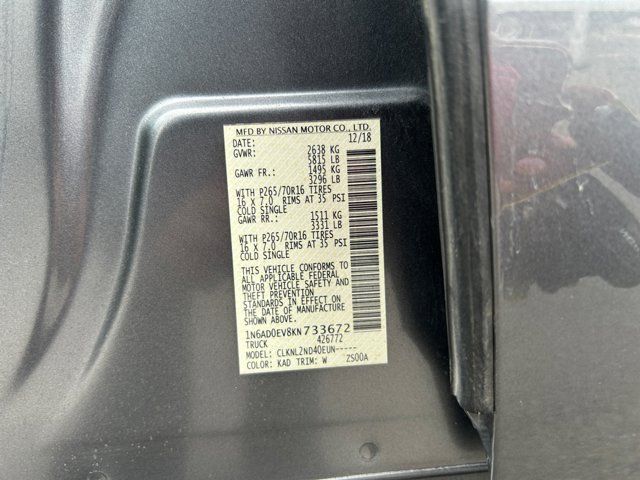 MFD BY NISSAN MOTOR CO., LTD.
DATE: 12/18
GVWR: 2638 KG
5815 LB
GAWR FR.: 1495 KG
3296 LB
WITH P265/70R16 TIRES
16 X 7.0 RIMS AT 35 PSI
COLD SINGLE
GAWR RR.: 1511 KG
3331 LB
WITH P265/70R16 TIRES
16 X 7.0 RIMS AT 35 PSI
COLD SINGLE
THIS VEHICLE CONFORMS TO
ALL APPLICABLE FEDERAL
MOTOR VEHICLE SAFETY AND
THEFT PREVENTION
STANDARDS IN EFFECT ON
THE DATE OF MANUFACTURE
SHOWN ABOVE.
1N6AD0EV8KN733672
TRUCK 426772
MODEL: CLKNL2ND40EUN-----
COLOR: KAD TRIM: W ZS00A